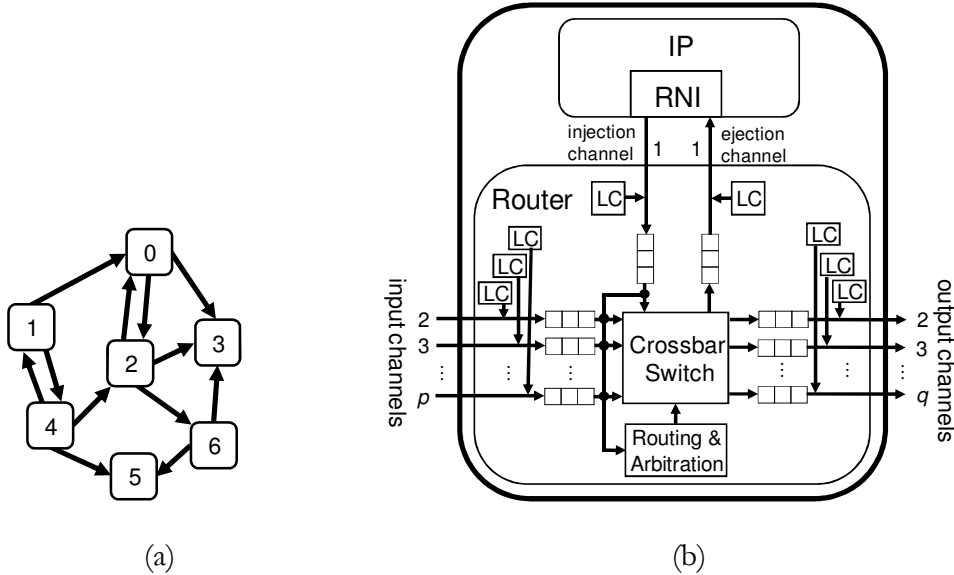 0
1
2
3
4
5
6
(a)
IP
RNI
injection
channel
1
1
ejection
channel
Router
LC
LC
LC
LC
LC
LC
LC
LC
input channels
2
3
...
p
...
...
Crossbar
Switch
Routing &
Arbitration
...
...
2
3
...
q
output channels
(b)